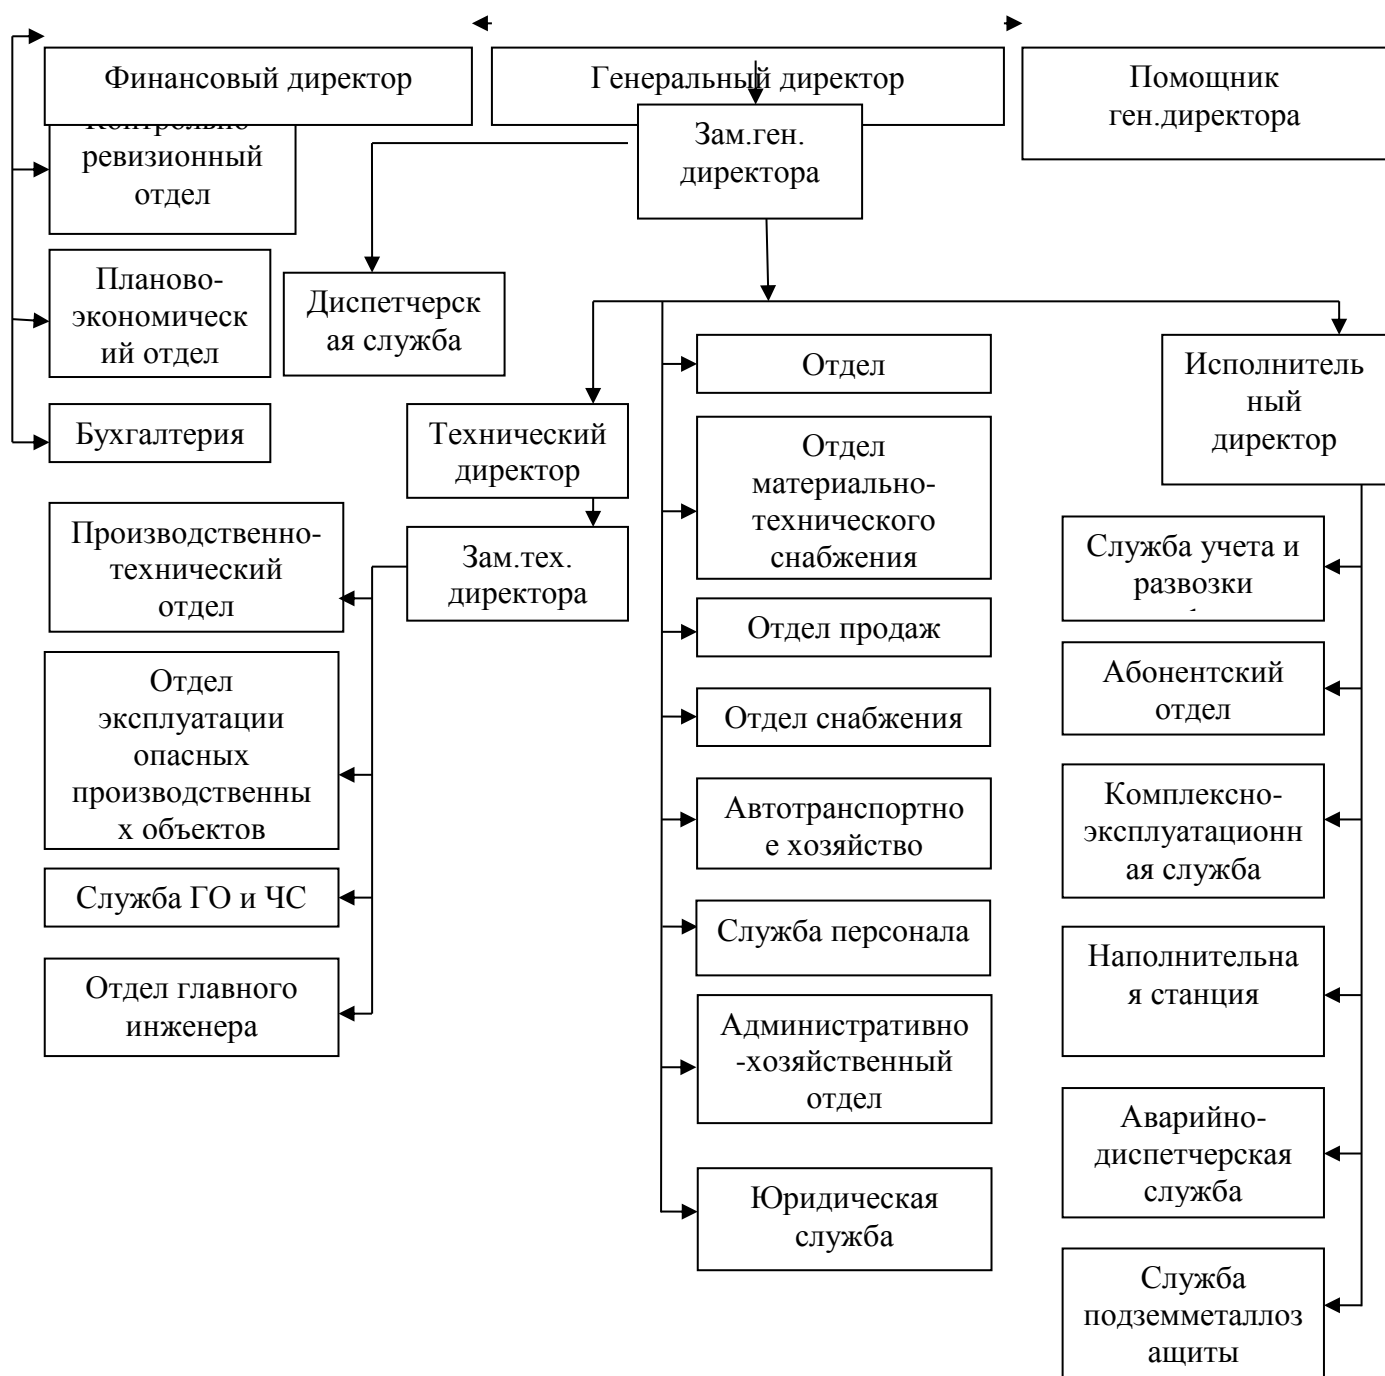 Финансовый директор
Генеральный директор
Помощник
ген.директора
Контрольно-
ревизионный
отдел
Зам.ген.
директора
Планово-
экономическ
ий отдел
Диспетчерск
ая служба
Бухгалтерия
Технический
директор
Зам.тех.
директора
Производственно-
технический
отдел
Отдел
эксплуатации
опасных
производственны
х объектов
Служба ГО и ЧС
Отдел главного
инженера
Отдел
Отдел
материально-
технического
снабжения
Отдел продаж
Отдел снабжения
Автотранспортно
е хозяйство
Служба персонала
Административно
-хозяйственный
отдел
Юридическая
служба
Исполнитель
ный
директор
Служба учета и
развозки
Абонентский
отдел
Комплексно-
эксплуатационн
ая служба
Наполнительна
я станция
Аварийно-
диспетчерская
служба
Служба
подземметаллоз
ащиты